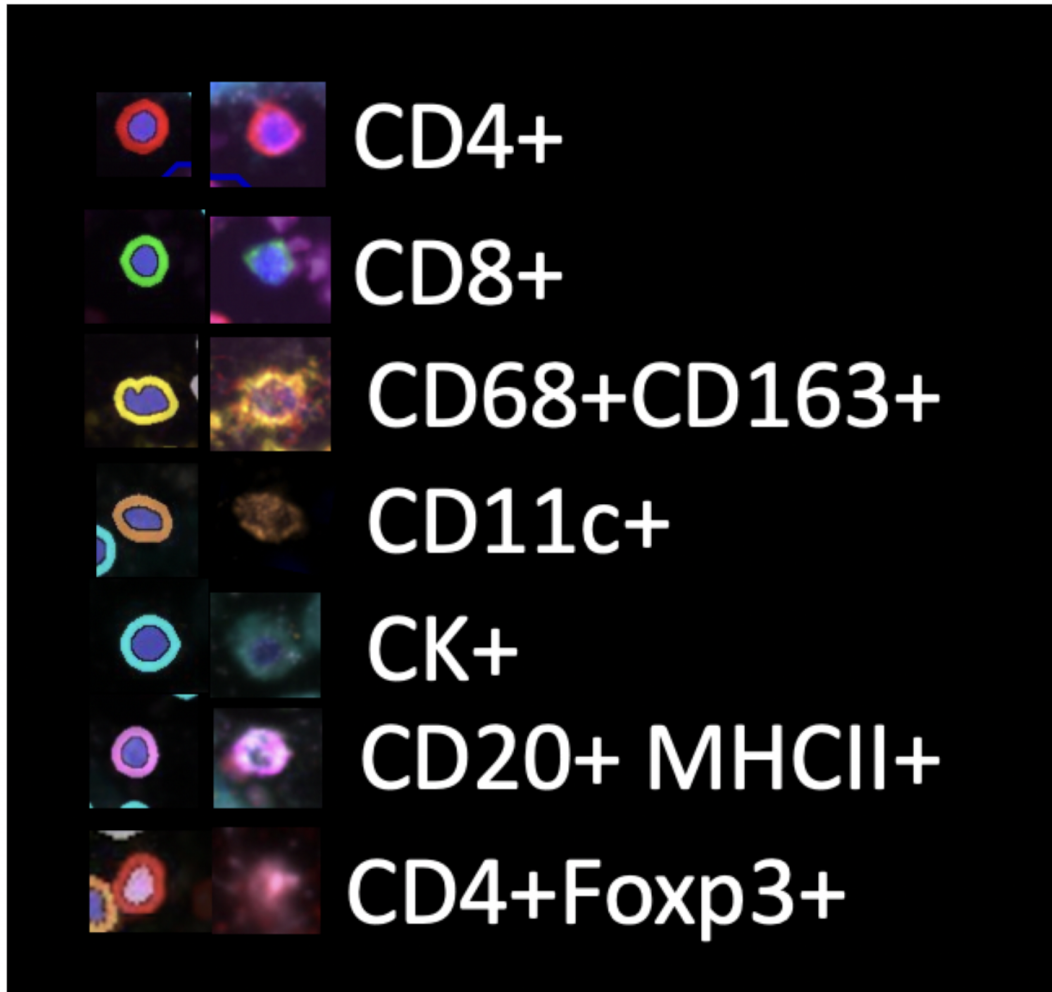 CD4+
CD8+
CD68+CD163+
CD11c+
CK+
CD20+ MHCII+
CD4+Foxp3+